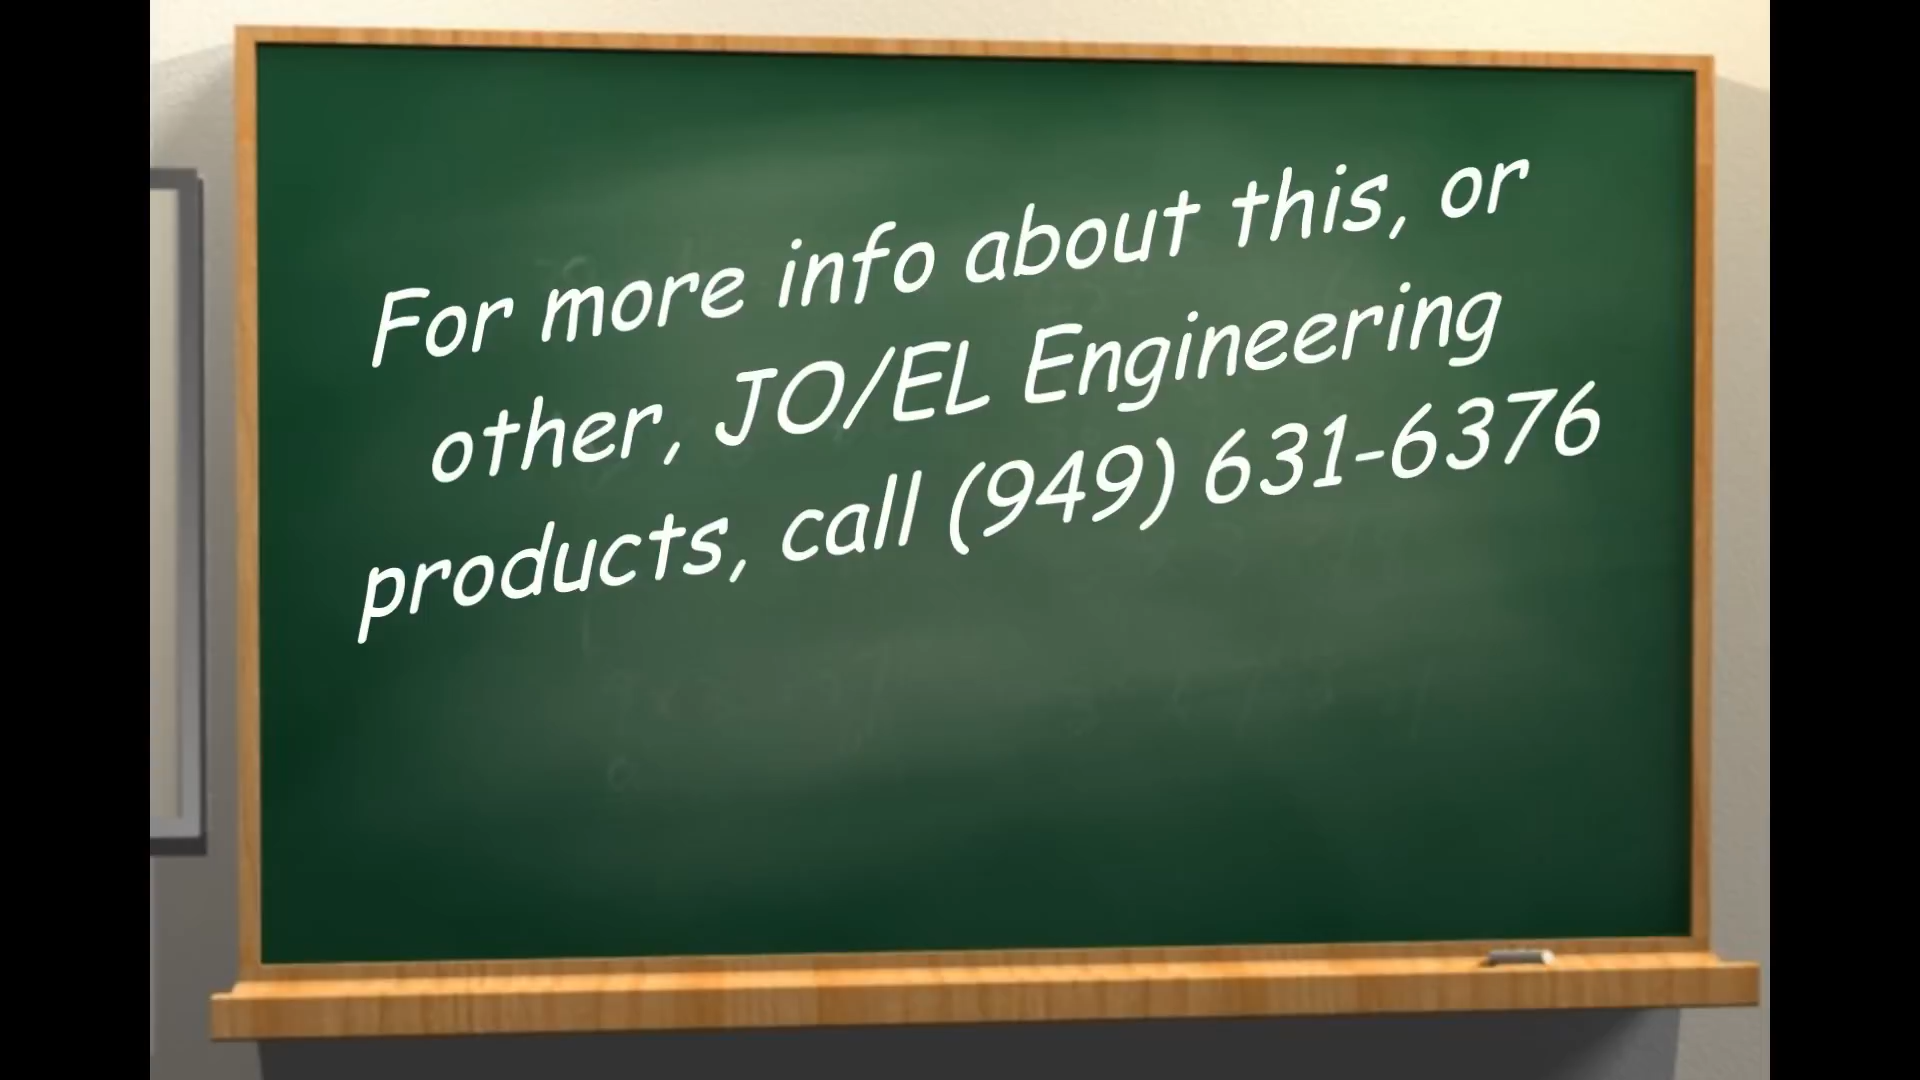 For more info about this, or
other, JO/EL Engineering
products, call (949) 631-6376